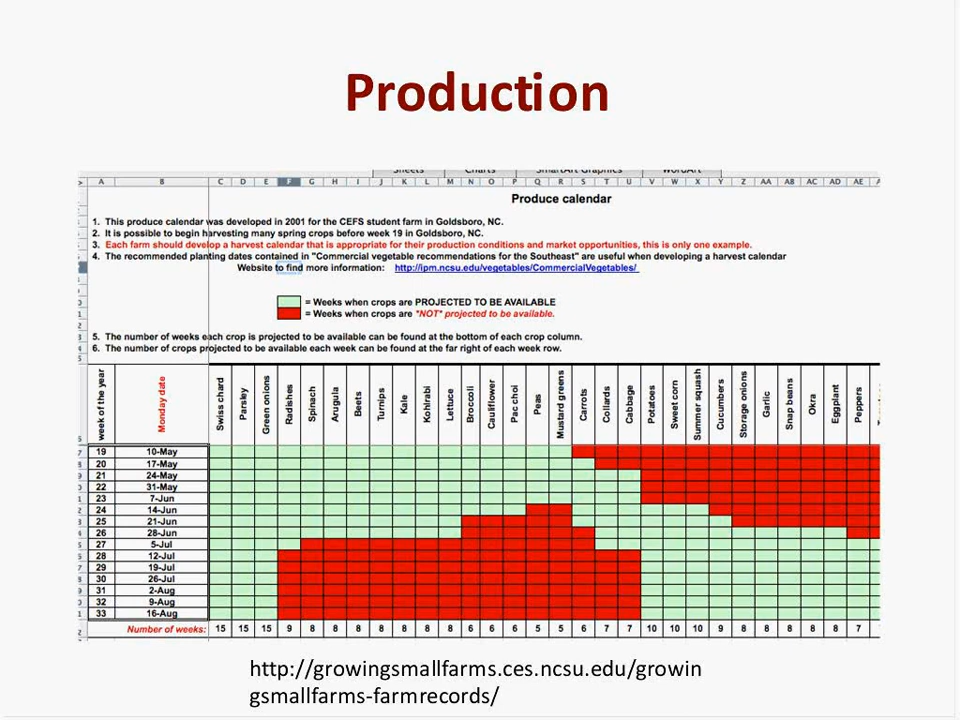 Production
Sheets Charts SmartArt Graphics WordArt
A B C D E F G H I J K L M N O P Q R S T U V W X Y Z AA AB AC AD AE
Produce calendar
1. This produce calendar was developed in 2001 for the CEFS student farm in Goldsboro, NC.
2. It is possible to begin harvesting many spring crops before week 19 in Goldsboro, NC.
3. Each farm should develop a harvest calendar that is appropriate for their production conditions and market opportunities, this is only one example.
4. The recommended planting dates contained in "Commercial vegetable recommendations for the Southeast" are useful when developing a harvest calendar
Website to find more information: http://ipm.ncsu.edu/vegetables/CommercialVegetables/
= Weeks when crops are PROJECTED TO BE AVAILABLE
= Weeks when crops are "NOT" projected to be available.
5. The number of weeks each crop is projected to be available can be found at the bottom of each crop column.
6. The number of crops projected to be available each week can be found at the far right of each week row.
week of the year Monday date Swiss chard Parsley Green onions Radishes Spinach Arugula Beets Turnips Kale Kohlrabi Lettuce Broccoli Cauliflower Pac choi Peas Mustard greens Carrots Collards Cabbage Potatoes Sweet corn Summer squash Cucumbers Storage onions Garlic Snap beans Okra Eggplant Peppers
19 10-May
20 17-May
21 24-May
22 31-May
23 7-Jun
24 14-Jun
25 21-Jun
26 28-Jun
27 5-Jul
28 12-Jul
29 19-Jul
30 26-Jul
31 2-Aug
32 9-Aug
33 16-Aug
Number of weeks: 15 15 15 9 8 8 8 8 8 8 8 6 6 6 5 5 6 7 7 10 10 10 9 8 8 8 8 8 7
http://growingsmallfarms.ces.ncsu.edu/growin
gsmallfarms-farmrecords/